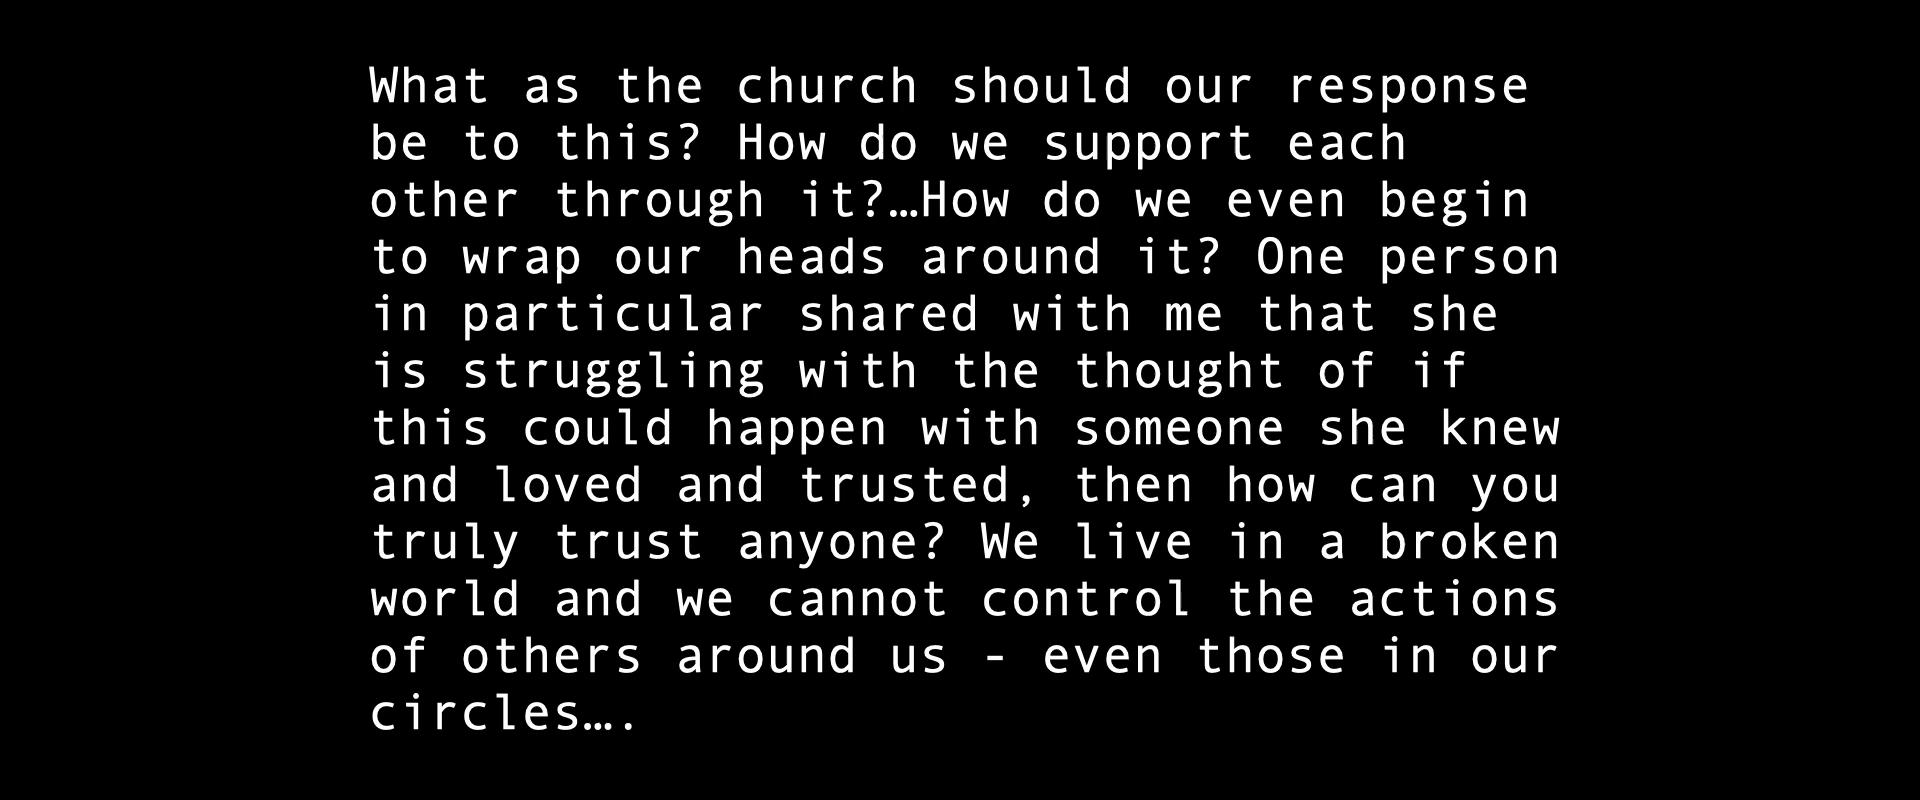 What as the church should our response
be to this? How do we support each
other through it?…How do we even begin
to wrap our heads around it? One person
in particular shared with me that she
is struggling with the thought of if
this could happen with someone she knew
and loved and trusted, then how can you
truly trust anyone? We live in a broken
world and we cannot control the actions
of others around us - even those in our
circles….